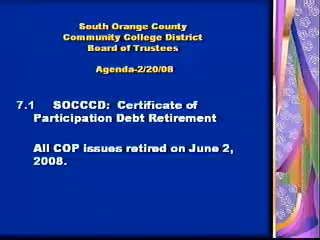 South Orange County
Community College District
Board of Trustees
Agenda-2/20/08
7.1 SOCCCD: Certificate of
Participation Debt Retirement
All COP issues retired on June 2,
2008.